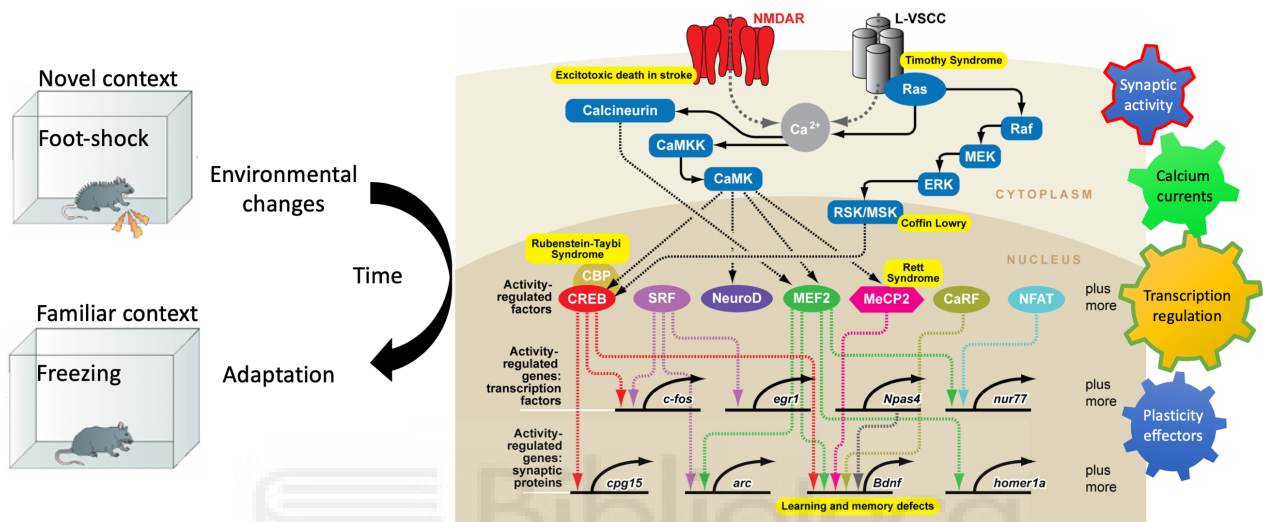 Novel context
Foot-shock
Environmental
changes
Time
Familiar context
Freezing
Adaptation
NMDAR
L-VSCC
Excitotoxic death in stroke
Timothy Syndrome
Ras
Calcineurin
Ca2+
Raf
CaMKK
MEK
CaMK
ERK
CYTOPLASM
RSK/MSK
Coffin Lowry
Rubenstein-Taybi
Syndrome
NUCLEUS
CBP
Rett
Syndrome
Activity-
regulated
factors
CREB
SRF
NeuroD
MEF2
MeCP2
CaRF
NFAT
plus
more
Activity-
regulated
genes:
transcription
factors
c-fos
egr1
Npas4
nur77
plus
more
Activity-
regulated
genes:
synaptic
proteins
cpg15
arc
Bdnf
homer1a
plus
more
Learning and memory defects
Synaptic
activity
Calcium
currents
Transcription
regulation
Plasticity
effectors
Biblioteca